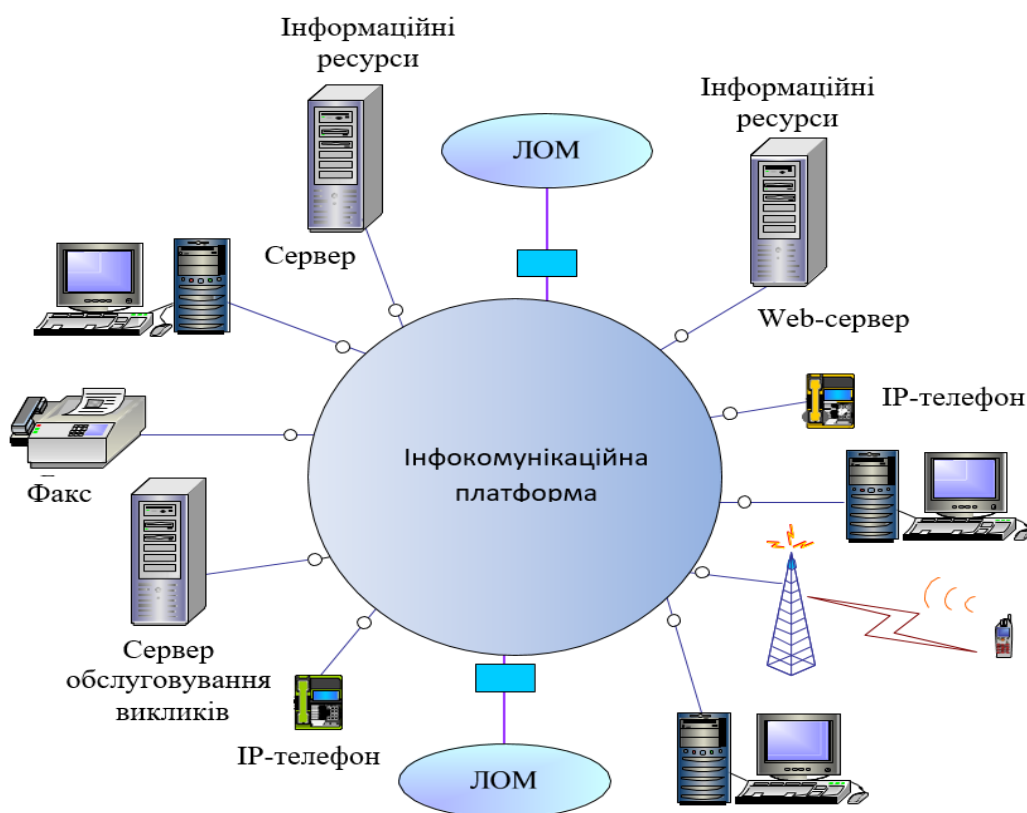 Інформаційні
ресурси
Інформаційні
ресурси
ЛОМ
Сервер
Web-сервер
IP-телефон
Інфокомунікаційна
платформа
Факс
Сервер
обслуговування
викликів
IP-телефон
ЛОМ